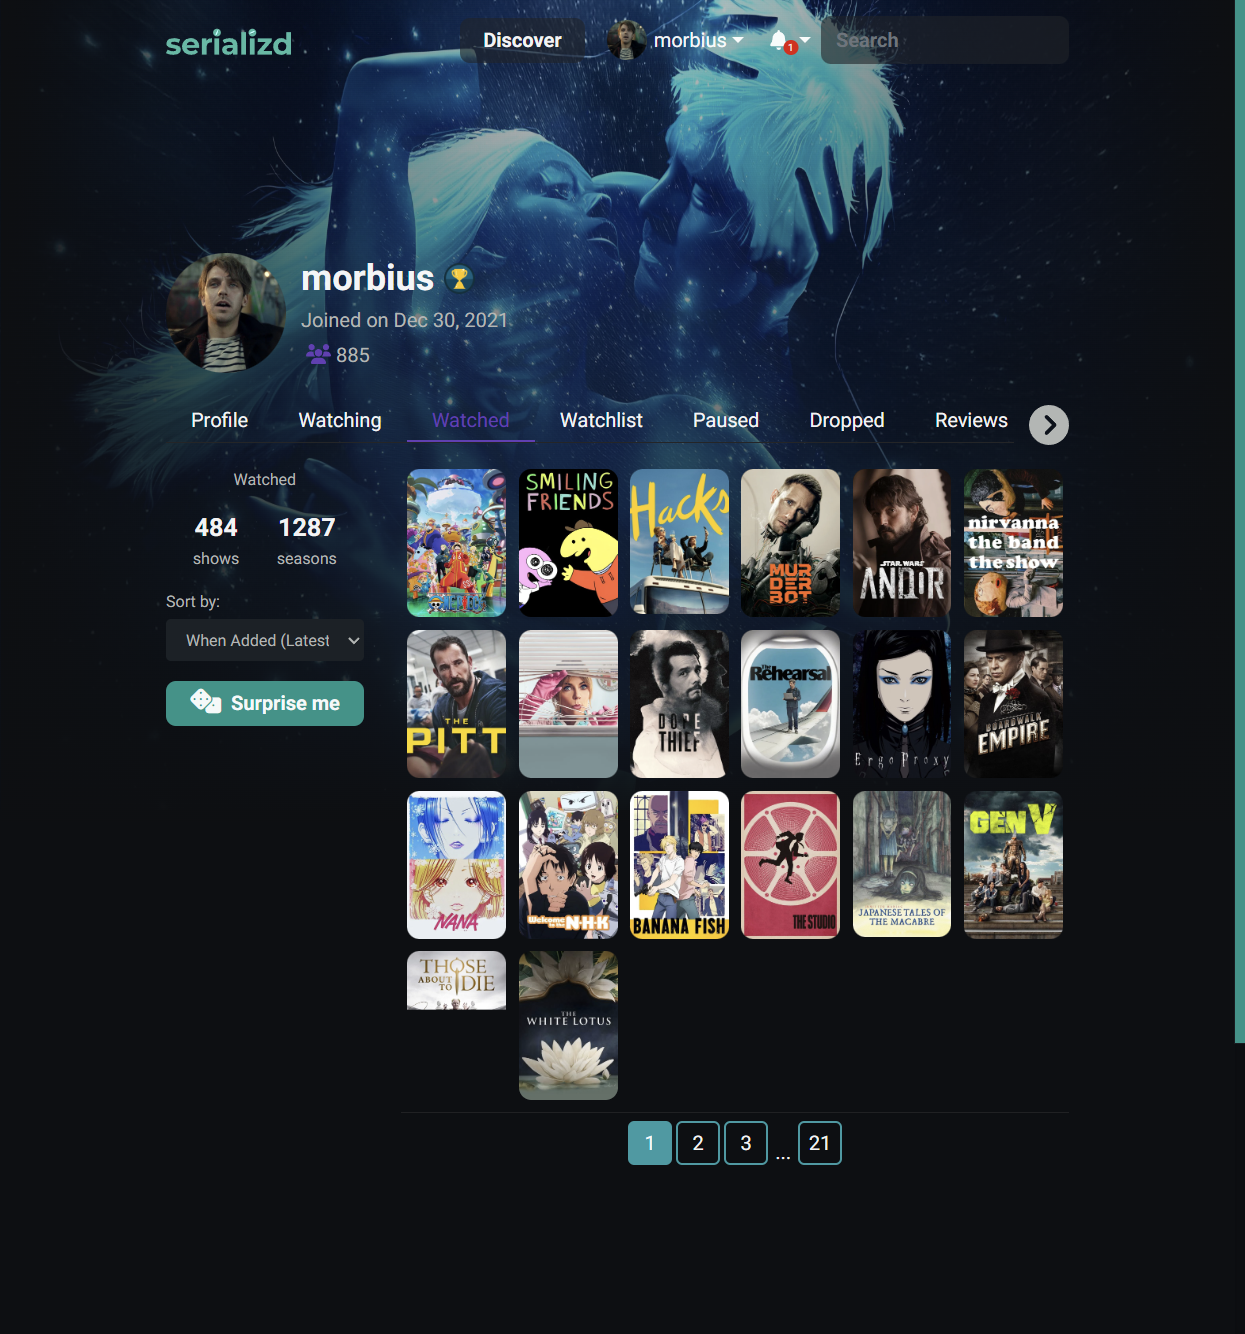 serializd
Discover
morbius
1
Search
morbius
Joined on Dec 30, 2021
885
Profile
Watching
Watched
Watchlist
Paused
Dropped
Reviews
Watched
484
shows
1287
seasons
Sort by:
When Added (Latest
Surprise me
ONE PIECE
SMILING
FRIENDS
Hacks
MUR
DER
BOT
STAR WARS
ANDOR
nirvanna
the band
the show
THE
PITT
DOPE
THIEF
The
Rehearsal
Ergo Proxy
BOARDWALK
EMPIRE
NANA
Welcome
to the N·H·K
BANANA FISH
THE STUDIO
JAPANESE TALES OF
THE MACABRE
GEN V
THOSE
ABOUT TO DIE
THE
WHITE LOTUS
1
2
3
...
21